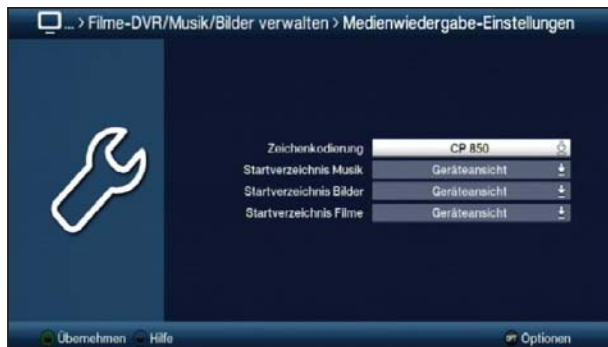 ... > Filme-DVR/Musik/Bilder verwalten > Medienwiedergabe-Einstellungen
Zeichenkodierung CP 850
Startverzeichnis Musik Geräteansicht
Startverzeichnis Bilder Geräteansicht
Startverzeichnis Filme Geräteansicht
Übernehmen Hilfe Optionen